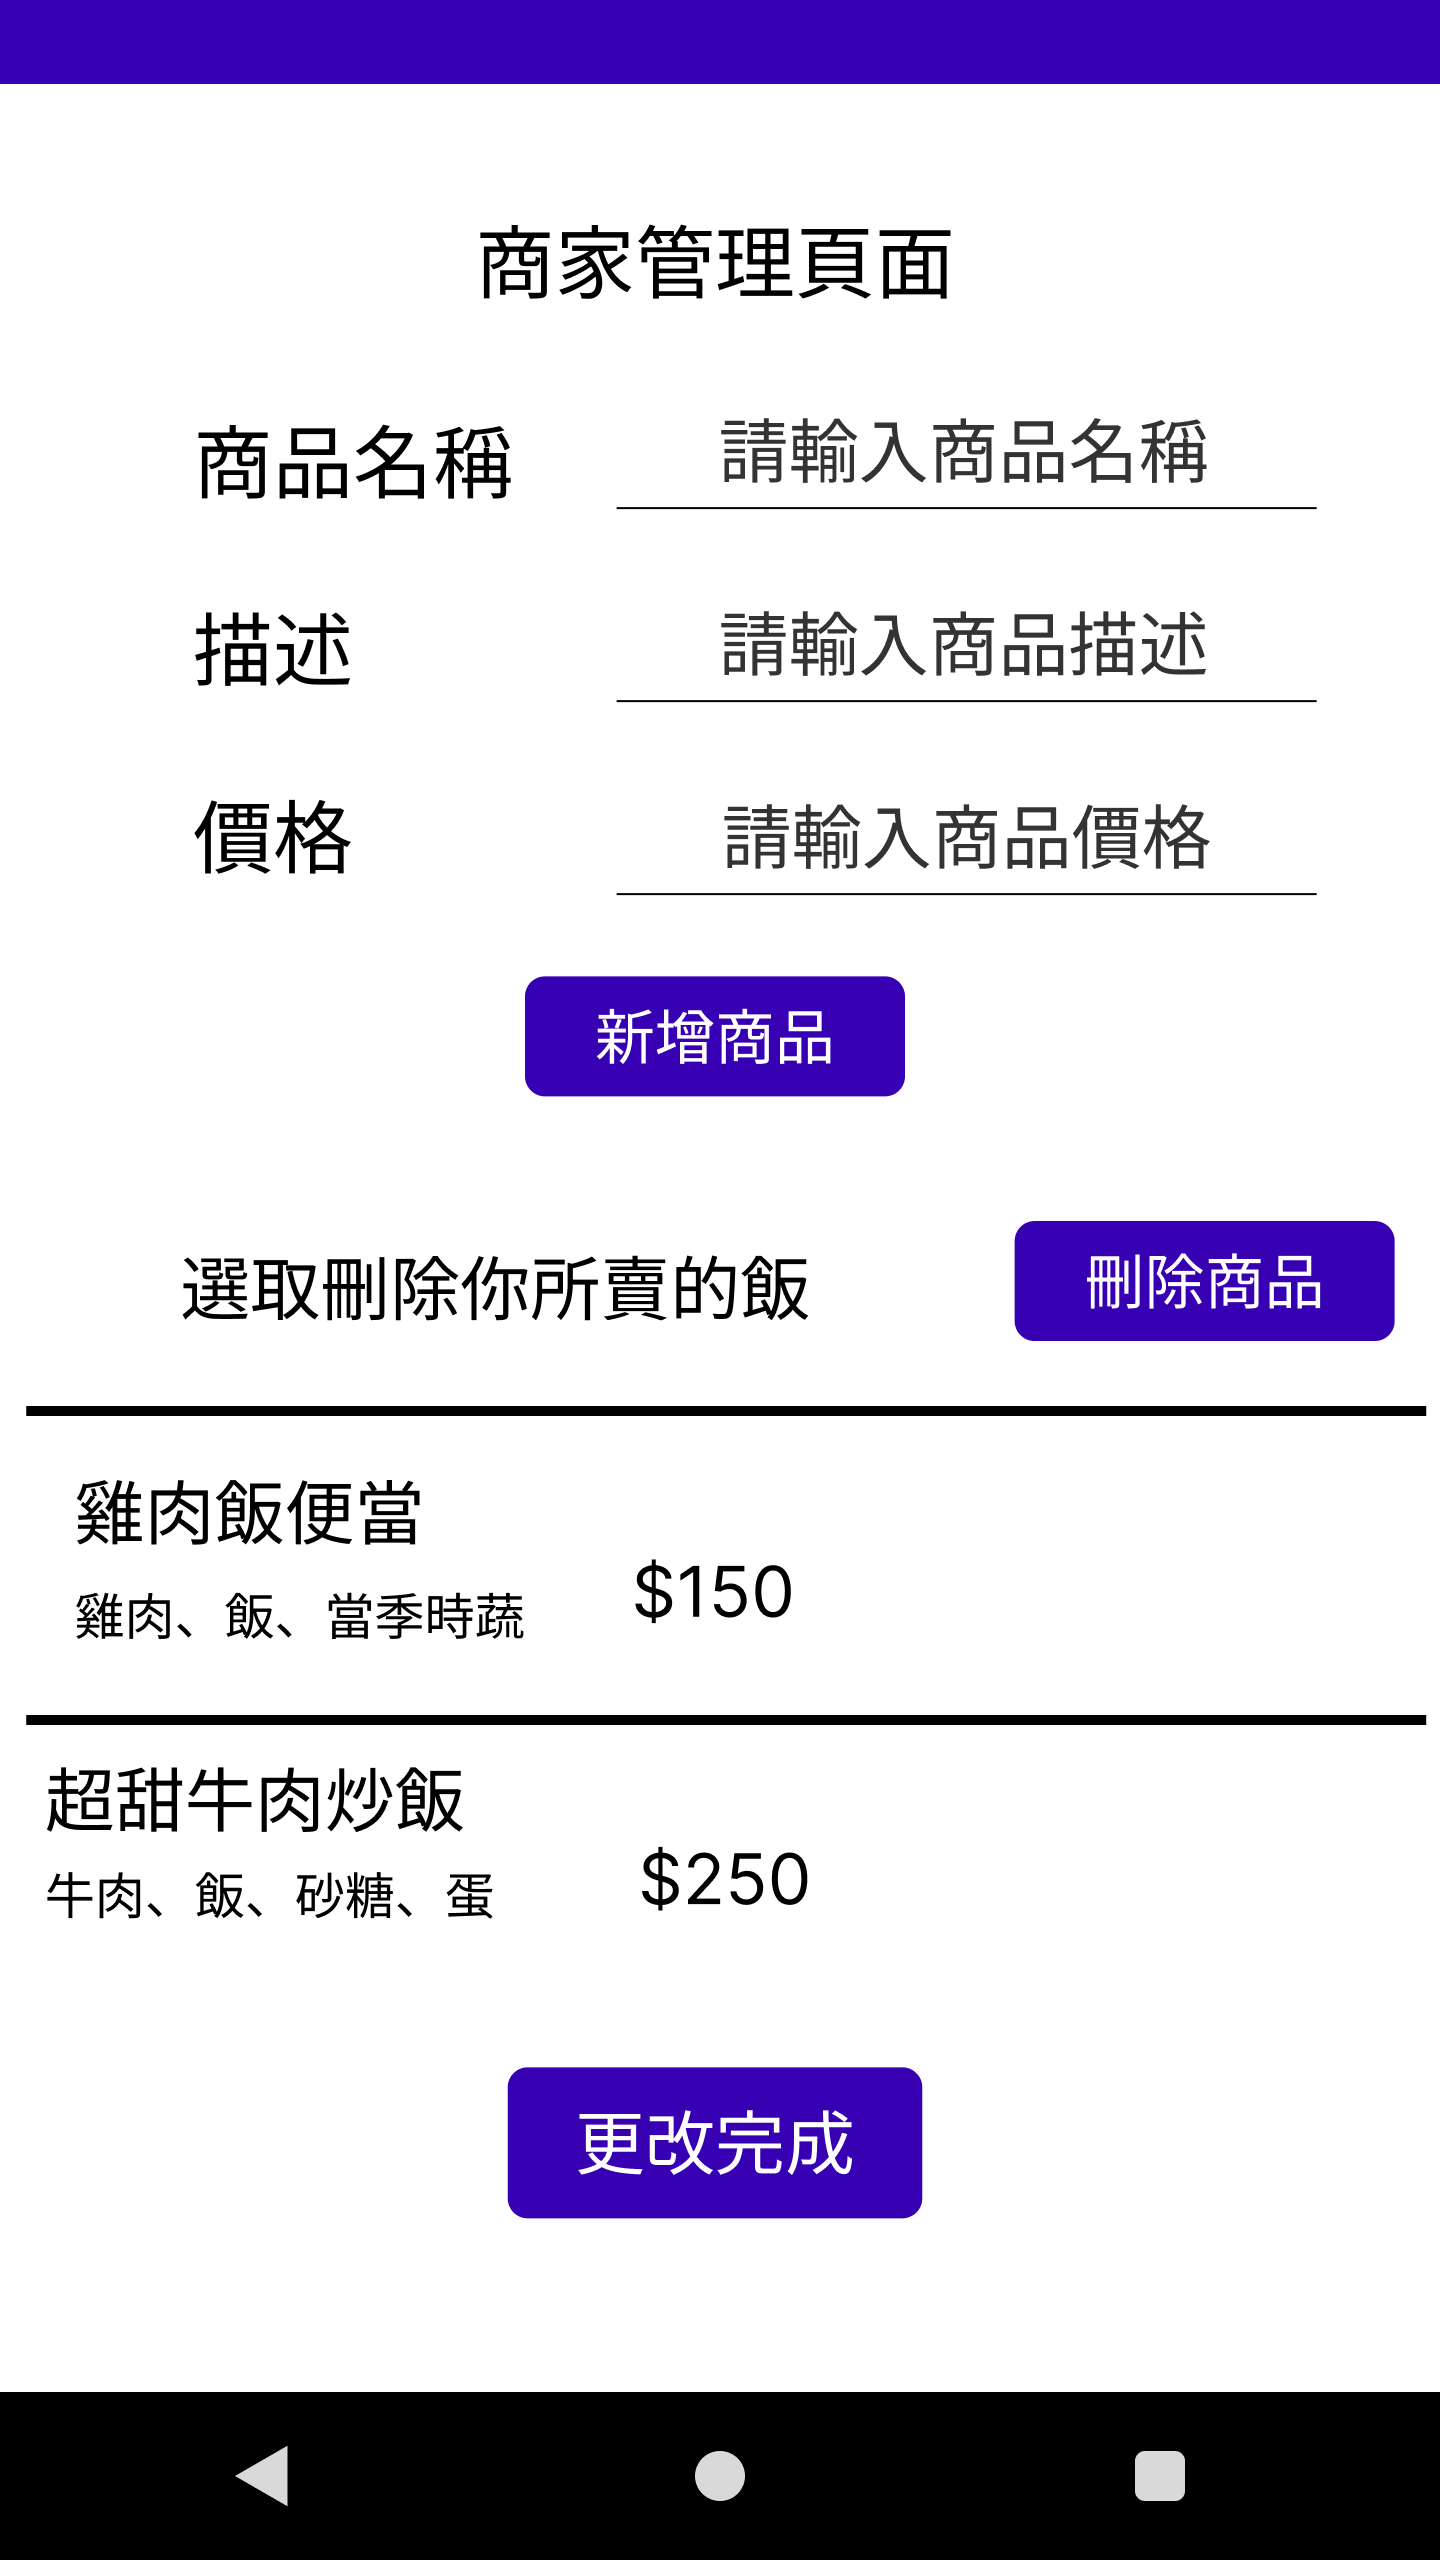 商家管理頁面
商品名稱 請輸入商品名稱
描述 請輸入商品描述
價格 請輸入商品價格
新增商品
選取刪除你所賣的飯 刪除商品
雞肉飯便當
雞肉、飯、當季時蔬 $150
超甜牛肉炒飯
牛肉、飯、砂糖、蛋 $250
更改完成